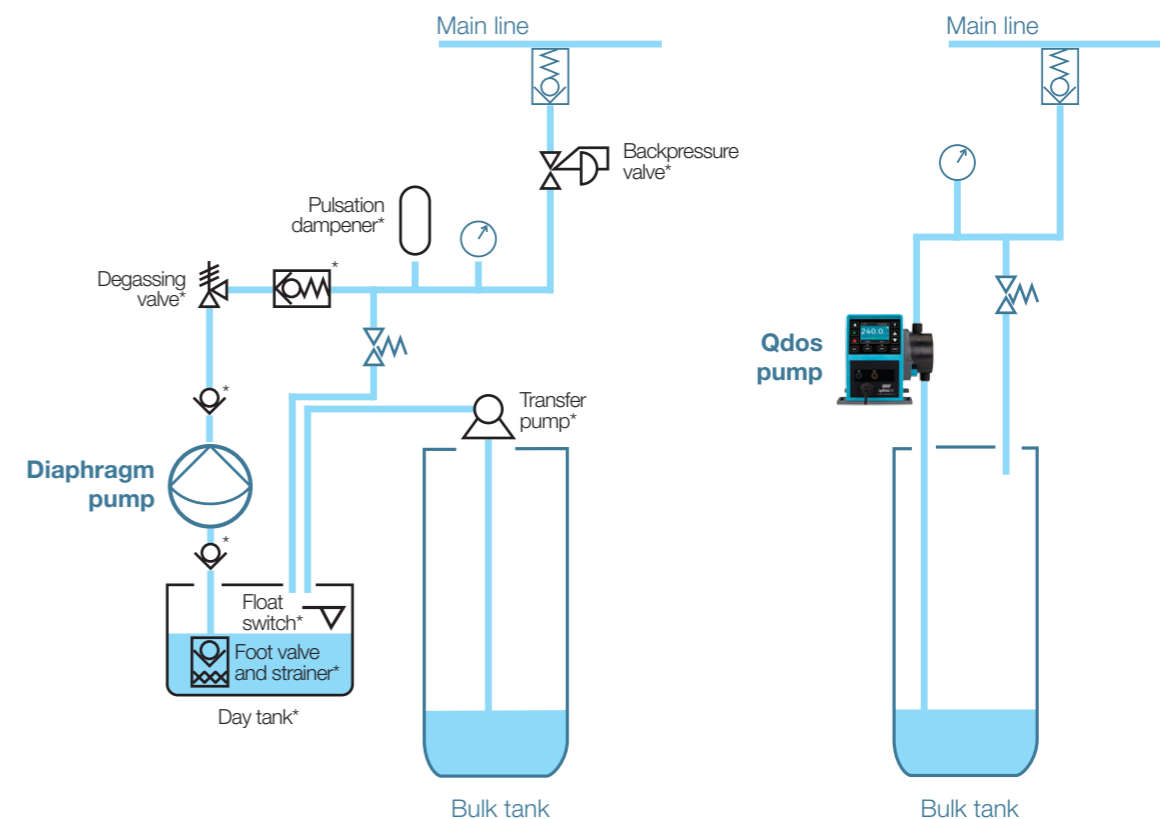 Main line
Backpressure
valve*
Pulsation
dampener*
Degassing
valve*
*
*
Transfer
pump*
Diaphragm
pump
*
Float
switch*
Foot valve
and strainer*
Day tank*
Bulk tank
Main line
Qdos
pump
240.0
Bulk tank